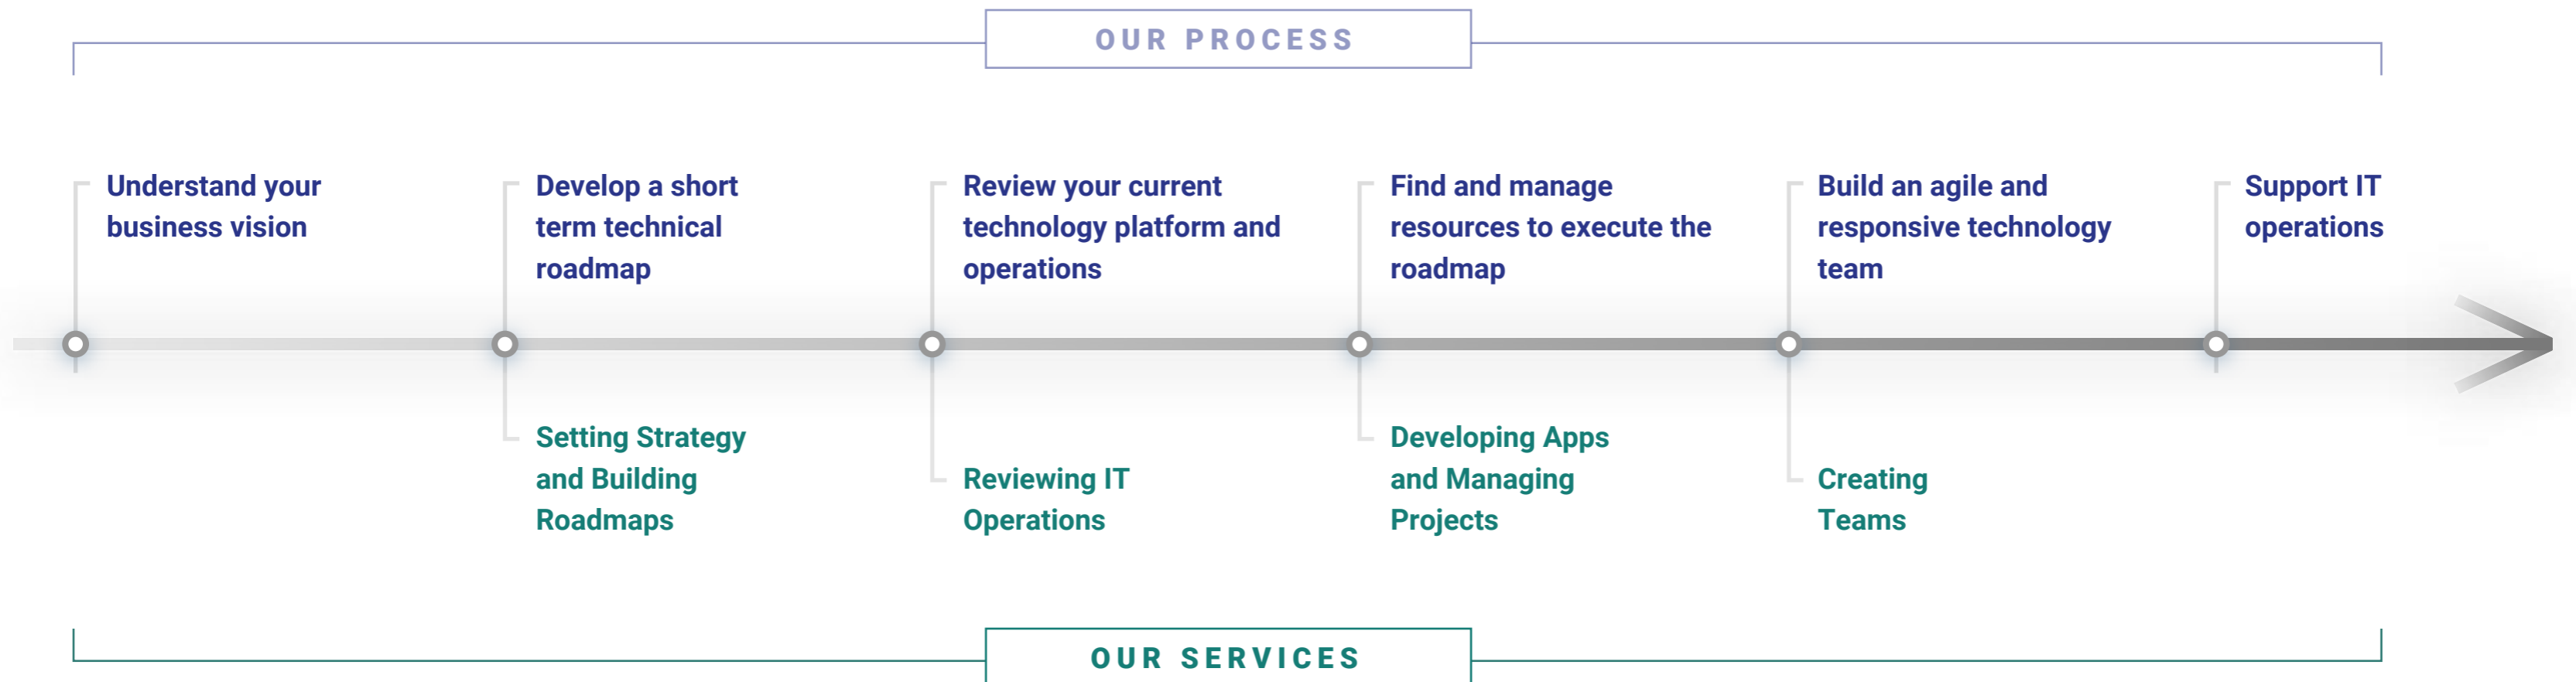 OUR PROCESS
Understand your
business vision
Develop a short
term technical
roadmap
Review your current
technology platform and
operations
Find and manage
resources to execute the
roadmap
Build an agile and
responsive technology
team
Support IT
operations
Setting Strategy
and Building
Roadmaps
Reviewing IT
Operations
Developing Apps
and Managing
Projects
Creating
Teams
OUR SERVICES